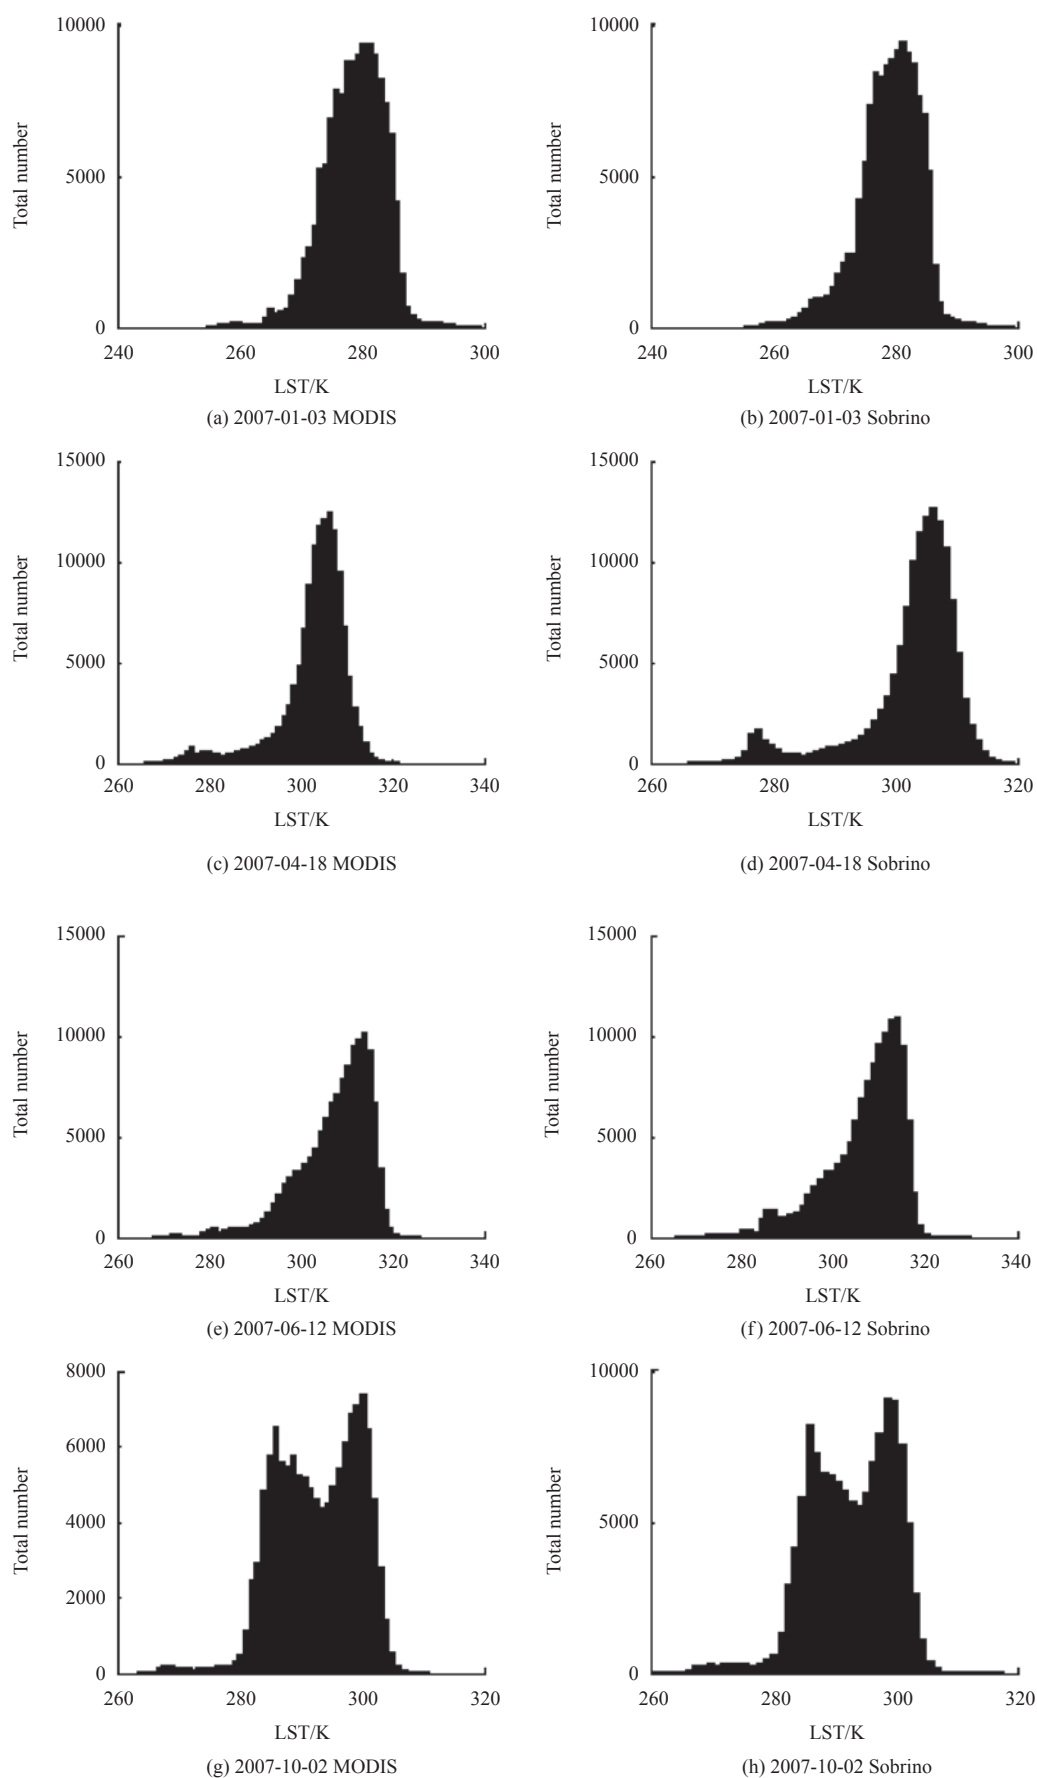 10000
5000
0
Total number
240 260 280 300
LST/K
(a) 2007-01-03 MODIS
10000
5000
0
Total number
240 260 280 300
LST/K
(b) 2007-01-03 Sobrino
15000
10000
5000
0
Total number
260 280 300 320 340
LST/K
(c) 2007-04-18 MODIS
15000
10000
5000
0
Total number
260 280 300 320
LST/K
(d) 2007-04-18 Sobrino
15000
10000
5000
0
Total number
260 280 300 320 340
LST/K
(e) 2007-06-12 MODIS
15000
10000
5000
0
Total number
260 280 300 320 340
LST/K
(f) 2007-06-12 Sobrino
8000
6000
4000
2000
0
Total number
260 280 300 320
LST/K
(g) 2007-10-02 MODIS
10000
5000
0
Total number
260 280 300 320
LST/K
(h) 2007-10-02 Sobrino